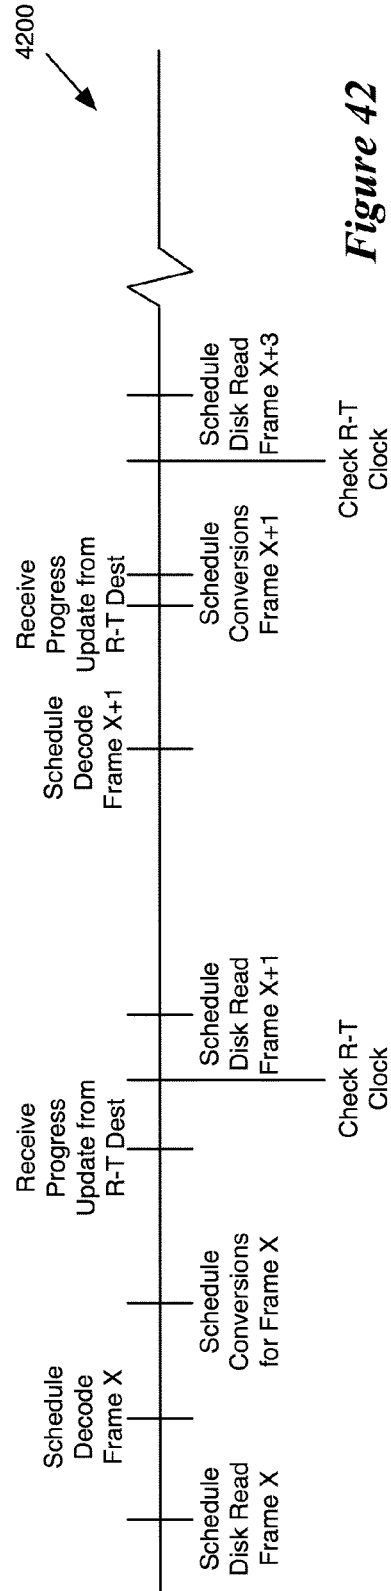 4200
Schedule
Disk Read
Frame X
Schedule
Decode
Frame X
Schedule
Conversions
for Frame X
Receive
Progress
Update from
R-T Dest
Check R-T
Clock
Schedule
Disk Read
Frame X+1
Schedule
Decode
Frame X+1
Receive
Progress
Update from
R-T Dest
Schedule
Conversions
Frame X+1
Check R-T
Clock
Schedule
Disk Read
Frame X+3
Figure 42